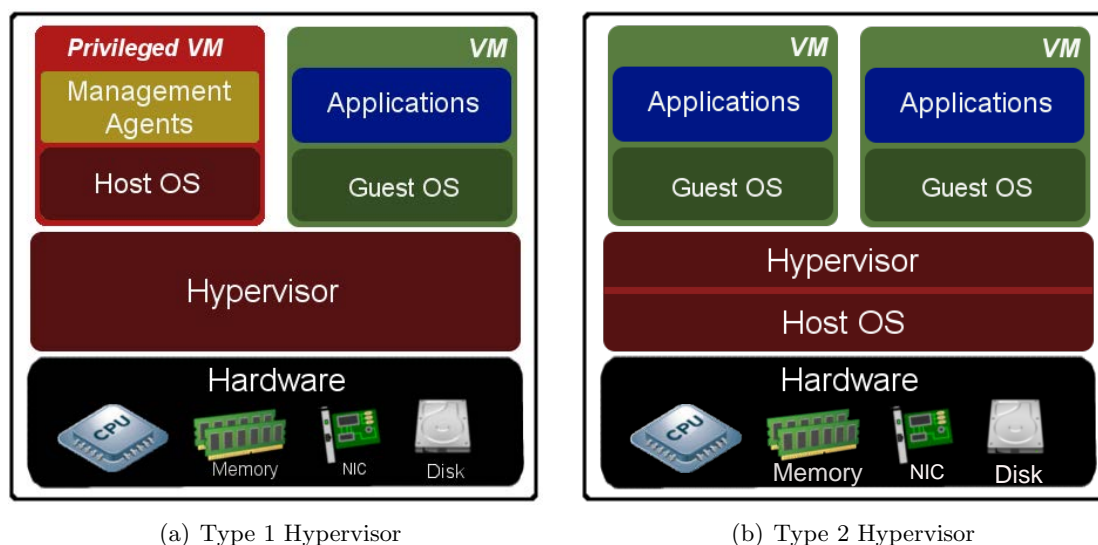 Privileged VM
Management
Agents
Host OS
VM
Applications
Guest OS
Hypervisor
Hardware
CPU
Memory
NIC
Disk
(a) Type 1 Hypervisor
VM
Applications
Guest OS
VM
Applications
Guest OS
Hypervisor
Host OS
Hardware
CPU
Memory
NIC
Disk
(b) Type 2 Hypervisor